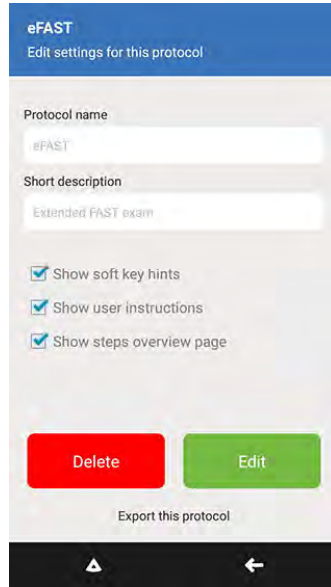 eFAST
Edit settings for this protocol
Protocol name
eFAST
Short description
Extended FAST exam
Show soft key hints
Show user instructions
Show steps overview page
Delete
Edit
Export this protocol